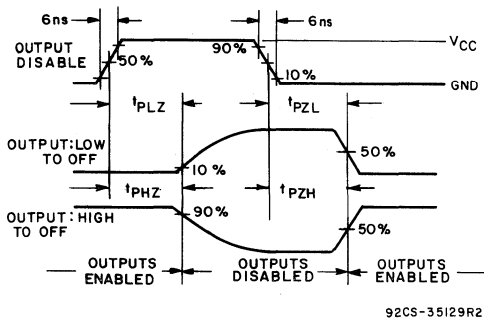 6ns
6ns
OUTPUT
DISABLE
50%
90%
10%
VCC
GND
tPLZ
tPZL
OUTPUT:LOW
TO OFF
10%
50%
tPHZ
tPZH
OUTPUT:HIGH
TO OFF
90%
50%
OUTPUTS
ENABLED
OUTPUTS
DISABLED
OUTPUTS
ENABLED
92CS-35129R2